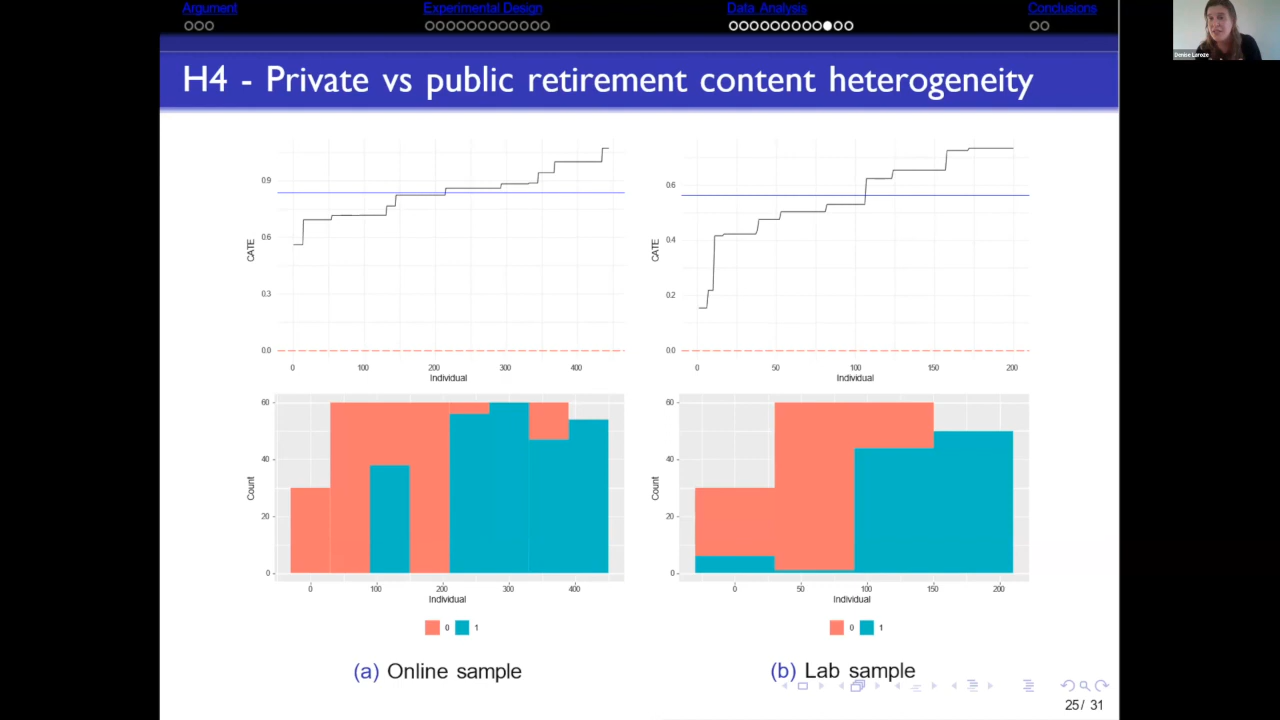 Argument
Experimental Design
Data Analysis
Conclusions
Denise Laroze
H4 - Private vs public retirement content heterogeneity
CATE
0.9
0.6
0.3
0.0
0 100 200 300 400
Individual
CATE
0.6
0.4
0.2
0.0
0 50 100 150 200
Individual
Count
60
40
20
0
0 100 200 300 400
Individual
0 1
Count
60
40
20
0
0 50 100 150 200
Individual
0 1
(a) Online sample
(b) Lab sample
25/ 31